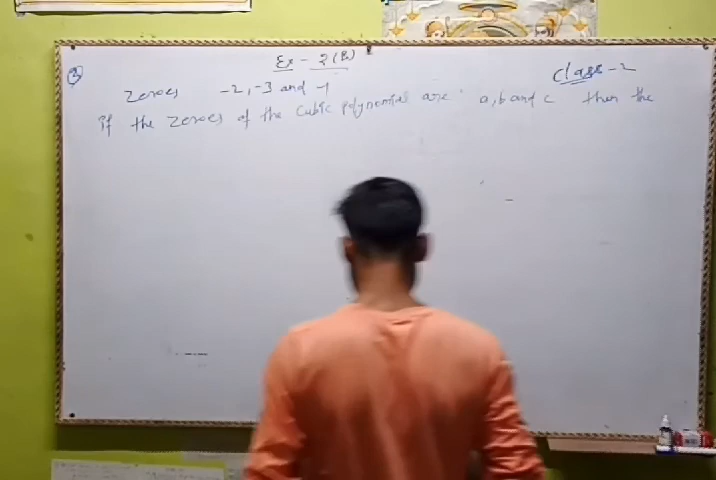 Ex - 2(B)
Class-2
3
Zeroes -2, -3 and -1
if the zeroes of the cubic polynomial are a, b and c then the